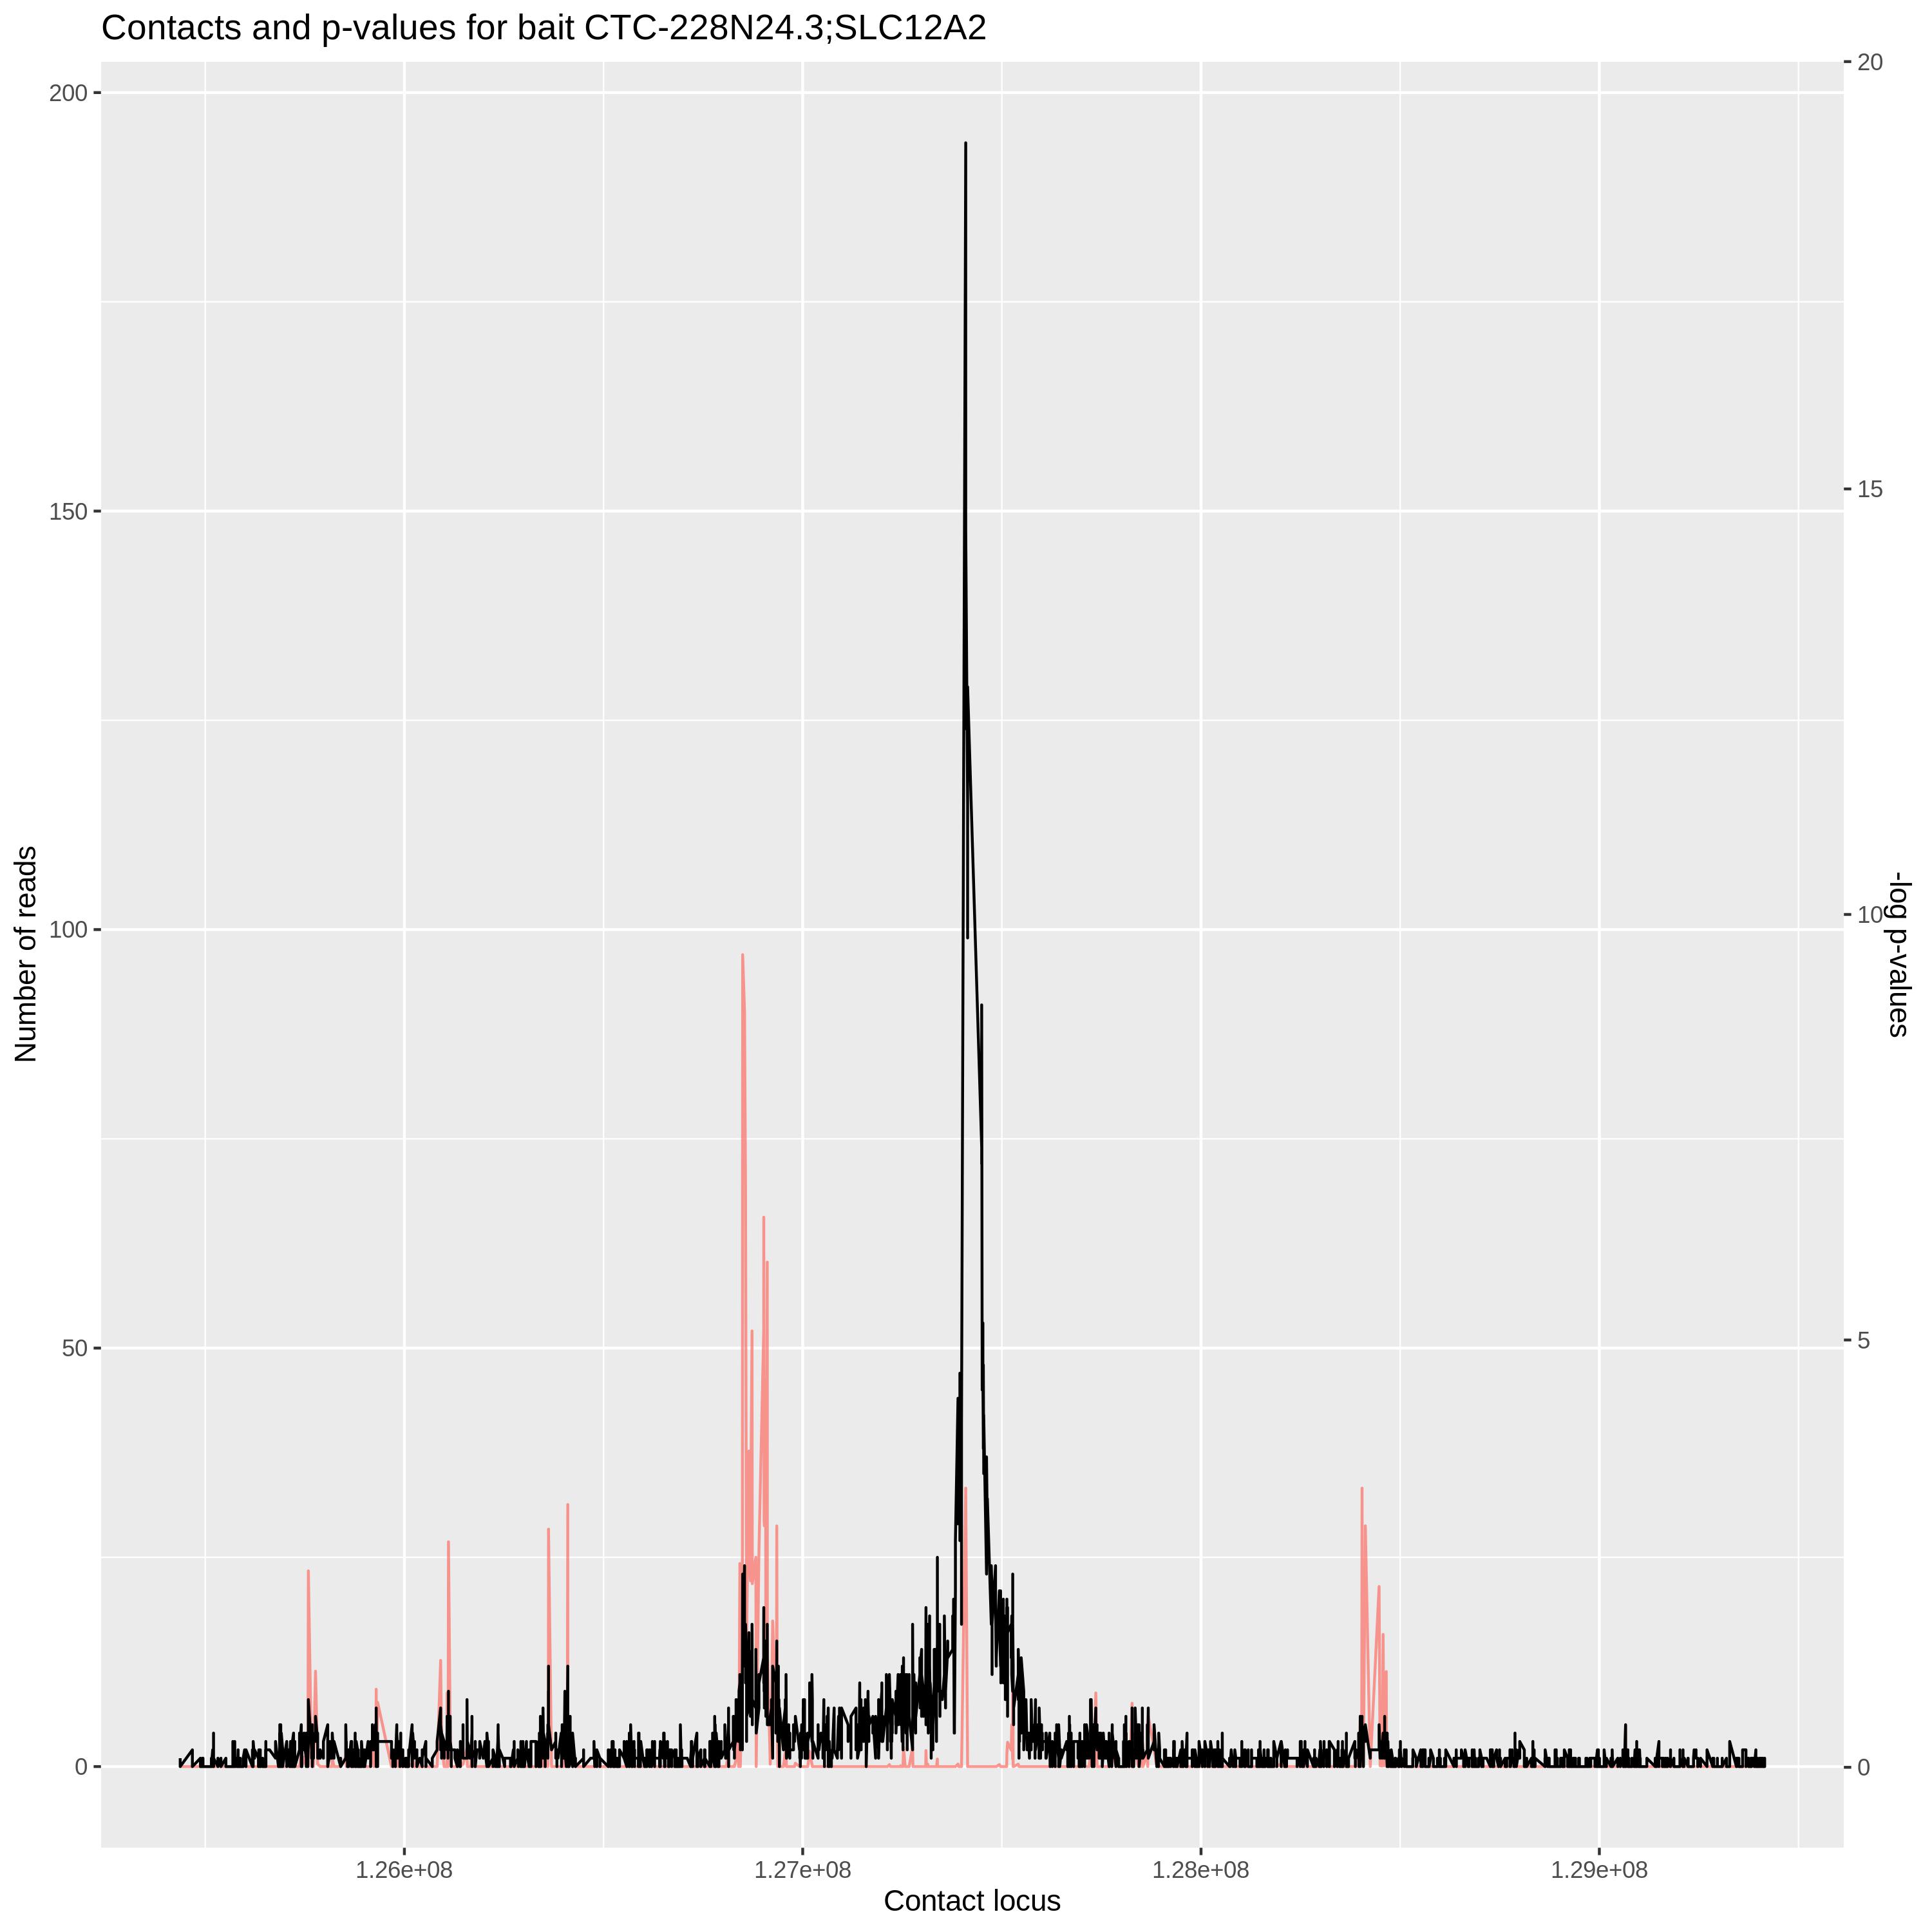 Contacts and p-values for bait CTC-228N24.3;SLC12A2
200
150
100
50
0
Number of reads
20
15
10
5
0
-log p-values
1.26e+08
1.27e+08
1.28e+08
1.29e+08
Contact locus